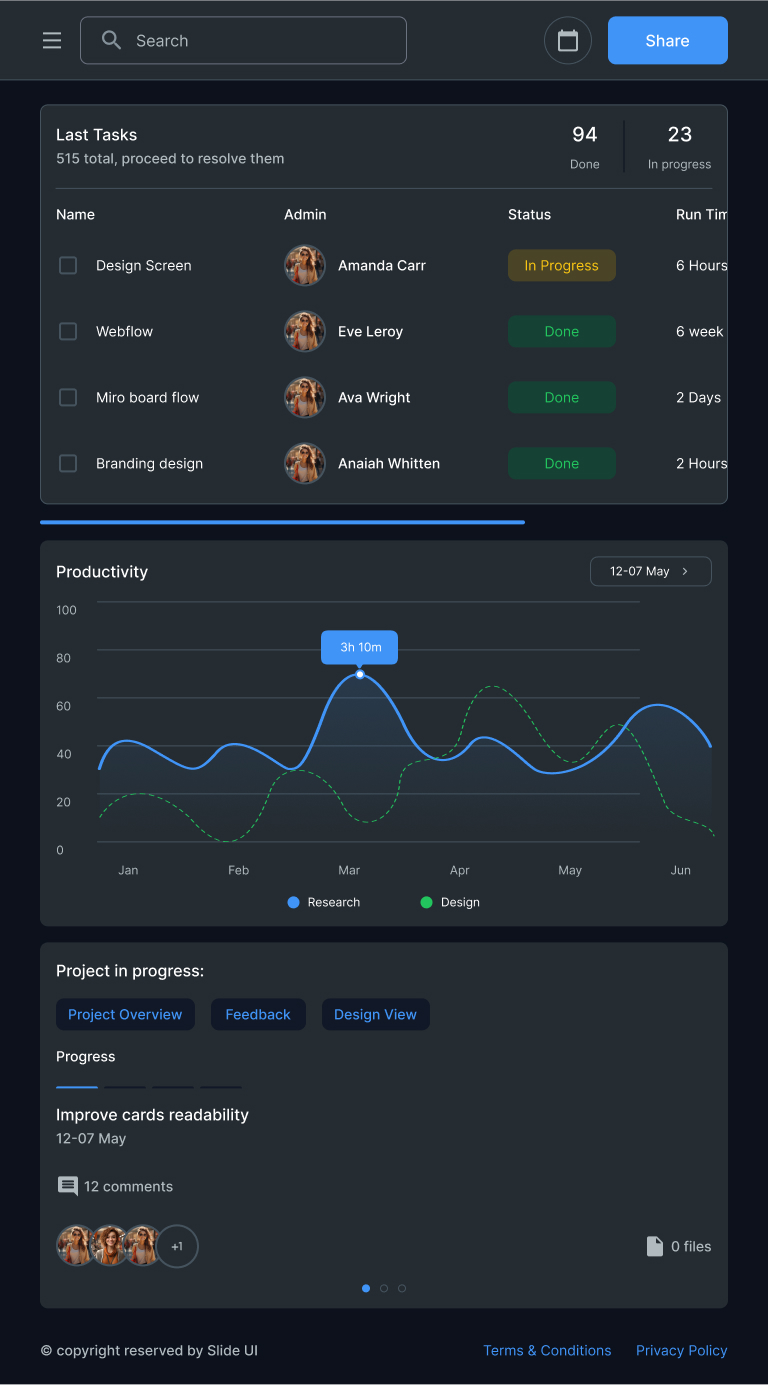 Search
Share
Last Tasks
515 total, proceed to resolve them
94
Done
23
In progress
Name Admin Status Run Tim
Design Screen Amanda Carr In Progress 6 Hours
Webflow Eve Leroy Done 6 week
Miro board flow Ava Wright Done 2 Days
Branding design Anaiah Whitten Done 2 Hours
Productivity
12-07 May
100
80
3h 10m
60
40
20
0
Jan Feb Mar Apr May Jun
Research Design
Project in progress:
Project Overview Feedback Design View
Progress
Improve cards readability
12-07 May
12 comments
+1
0 files
© copyright reserved by Slide UI
Terms & Conditions Privacy Policy